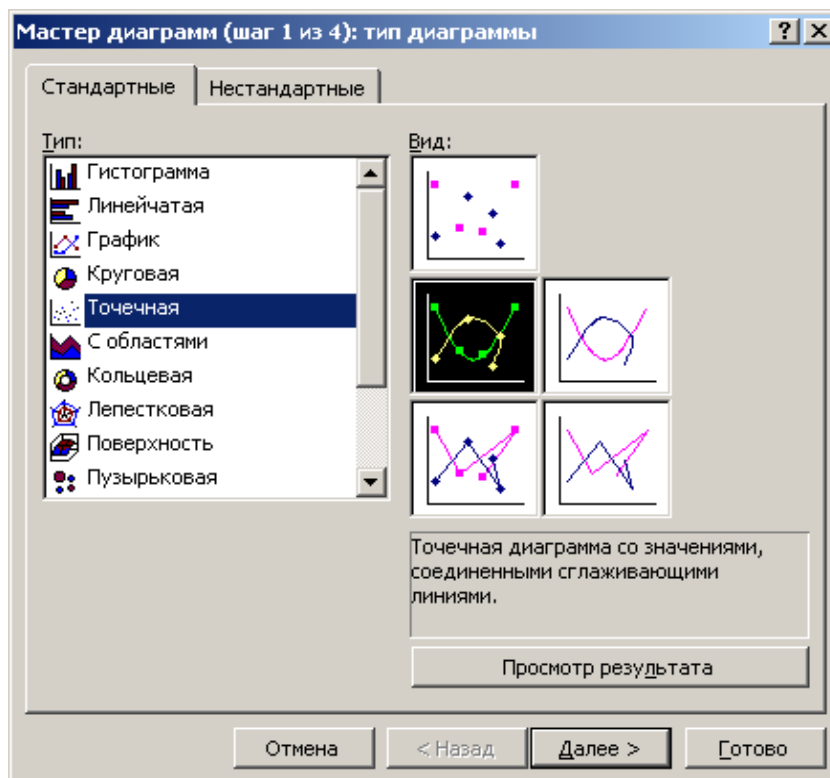 Мастер диаграмм (шаг 1 из 4): тип диаграммы
Стандартные
Нестандартные
Тип:
Гистограмма
Линейчатая
График
Круговая
Точечная
С областями
Кольцевая
Лепестковая
Поверхность
Пузырьковая
Вид:
Точечная диаграмма со значениями,
соединенными сглаживающими
линиями.
Просмотр результата
Отмена
< Назад
Далее >
Готово